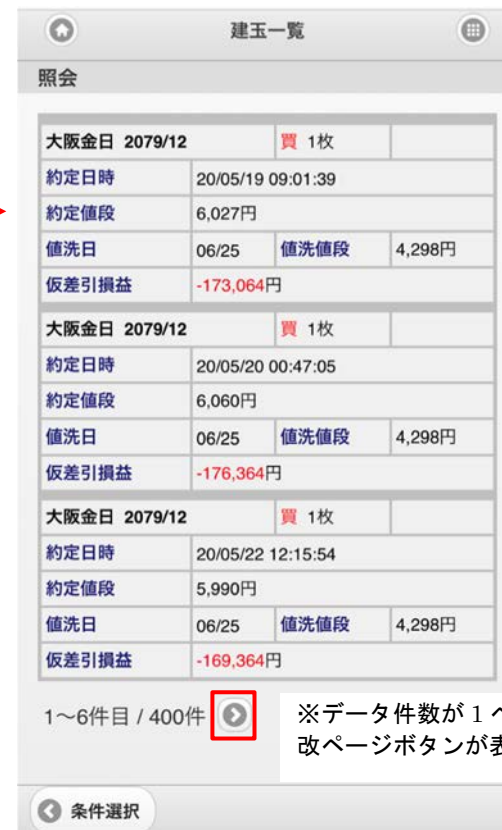 建玉一覧
照会
大阪金日 2079/12 買 1枚
約定日時 20/05/19 09:01:39
約定値段 6,027円
値洗日 06/25 値洗値段 4,298円
仮差引損益 -173,064円
大阪金日 2079/12 買 1枚
約定日時 20/05/20 00:47:05
約定値段 6,060円
値洗日 06/25 値洗値段 4,298円
仮差引損益 -176,364円
大阪金日 2079/12 買 1枚
約定日時 20/05/22 12:15:54
約定値段 5,990円
値洗日 06/25 値洗値段 4,298円
仮差引損益 -169,364円
1～6件目 / 400件
※データ件数が１ペ
改ページボタンが表
条件選択